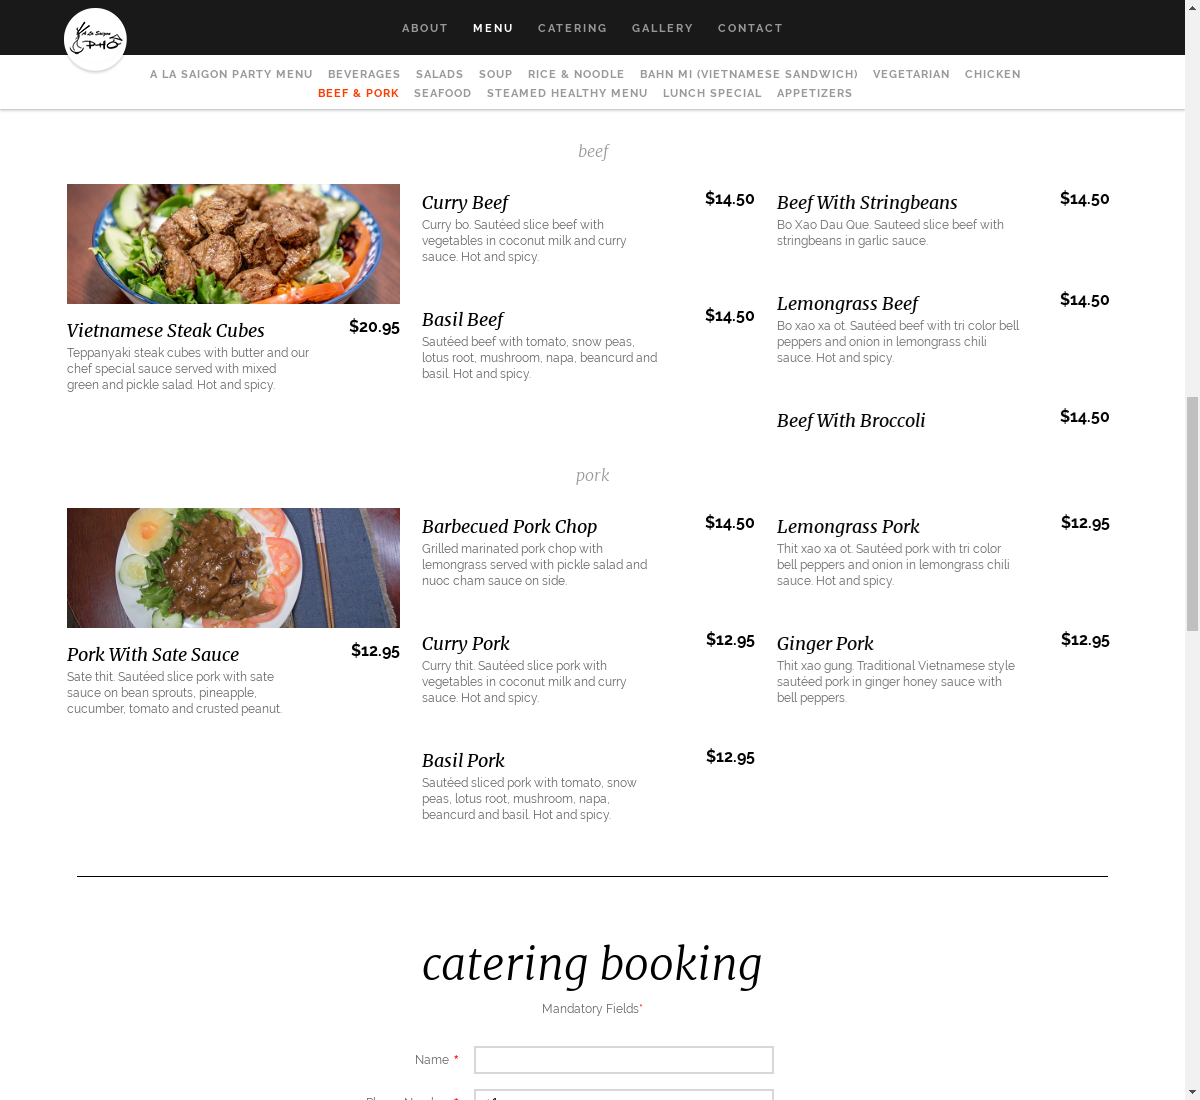 A La Saigon
PHO
ABOUT MENU CATERING GALLERY CONTACT
A LA SAIGON PARTY MENU BEVERAGES SALADS SOUP RICE & NOODLE BAHN MI (VIETNAMESE SANDWICH) VEGETARIAN CHICKEN
BEEF & PORK SEAFOOD STEAMED HEALTHY MENU LUNCH SPECIAL APPETIZERS
beef
Vietnamese Steak Cubes $20.95
Teppanyaki steak cubes with butter and our
chef special sauce served with mixed
green and pickle salad. Hot and spicy.
Curry Beef $14.50
Curry bo. Sautéed slice beef with
vegetables in coconut milk and curry
sauce. Hot and spicy.
Basil Beef $14.50
Sautéed beef with tomato, snow peas,
lotus root, mushroom, napa, beancurd and
basil. Hot and spicy.
Beef With Stringbeans $14.50
Bo Xao Dau Que. Sauteed slice beef with
stringbeans in garlic sauce.
Lemongrass Beef $14.50
Bo xao xa ot. Sautéed beef with tri color bell
peppers and onion in lemongrass chili
sauce. Hot and spicy.
Beef With Broccoli $14.50
pork
Pork With Sate Sauce $12.95
Sate thit. Sautéed slice pork with sate
sauce on bean sprouts, pineapple,
cucumber, tomato and crusted peanut.
Barbecued Pork Chop $14.50
Grilled marinated pork chop with
lemongrass served with pickle salad and
nuoc cham sauce on side.
Curry Pork $12.95
Curry thit. Sautéed slice pork with
vegetables in coconut milk and curry
sauce. Hot and spicy.
Basil Pork $12.95
Sautéed sliced pork with tomato, snow
peas, lotus root, mushroom, napa,
beancurd and basil. Hot and spicy.
Lemongrass Pork $12.95
Thit xao xa ot. Sautéed pork with tri color
bell peppers and onion in lemongrass chili
sauce. Hot and spicy.
Ginger Pork $12.95
Thit xao gung. Traditional Vietnamese style
sautéed pork in ginger honey sauce with
bell peppers.
catering booking
Mandatory Fields*
Name *